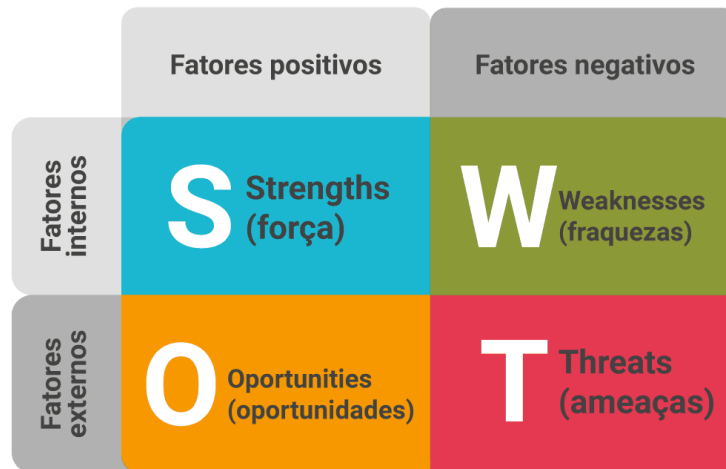 Fatores positivos
Fatores negativos
Fatores
internos
S
Strengths
(força)
W
Weaknesses
(fraquezas)
Fatores
externos
O
Oportunities
(oportunidades)
T
Threats
(ameaças)